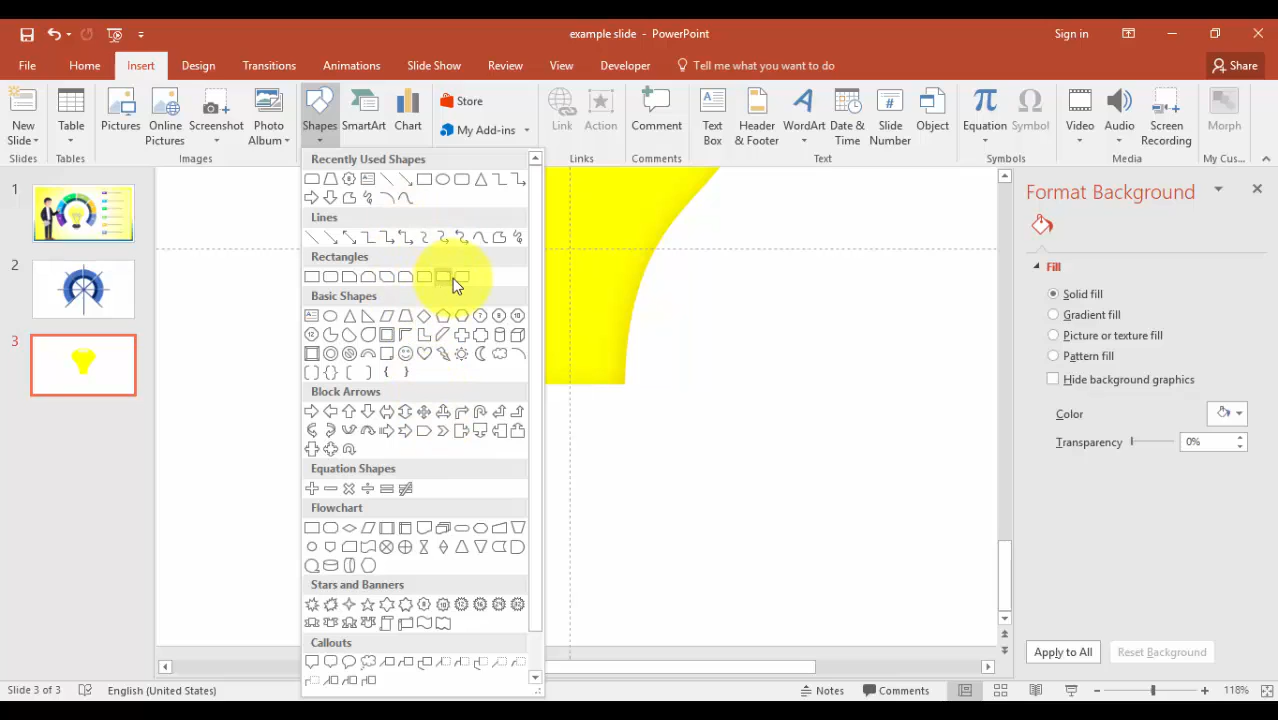 example slide - PowerPoint
Sign in
File Home Insert Design Transitions Animations Slide Show Review View Developer Tell me what you want to do Share
New Slide
Table
Pictures
Online Pictures
Screenshot
Photo Album
Shapes
SmartArt
Chart
Store
My Add-ins
Link
Action
Comment
Text Box
Header & Footer
WordArt
Date & Time
Slide Number
Object
Equation
Symbol
Video
Audio
Screen Recording
Morph
Slides Tables Images Links Comments Text Symbols Media My Cus...
Recently Used Shapes
Lines
Rectangles
Basic Shapes
Block Arrows
Equation Shapes
Flowchart
Stars and Banners
Callouts
1
2
3
Format Background
Fill
Solid fill
Gradient fill
Picture or texture fill
Pattern fill
Hide background graphics
Color
Transparency 0%
Apply to All Reset Background
Slide 3 of 3 English (United States) Notes Comments 118%